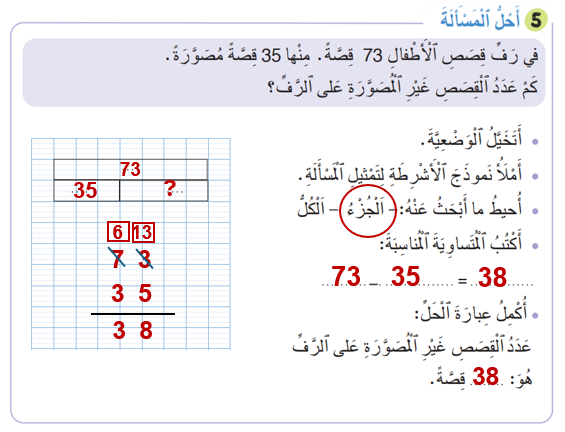 5 أَحُلُّ ٱلْمَسْأَلَةَ
في رَفِّ قِصَصِ ٱلْأَطْفالِ 73 قِصَّةً. مِنْها 35 قِصَّةً مُصَوَّرَةً.
كَمْ عَدَدُ ٱلْقِصَصِ غَيْرِ ٱلْمُصَوَّرَةِ عَلى ٱلرَّفِّ؟
• أَتَخَيَّلُ ٱلْوَضْعِيَّةَ.
• أَمْلَأُ نَموذَجَ ٱلْأَشْرِطَةِ لِتَمْثيلِ ٱلْمَسْأَلَةِ.
• أُحيطُ ما أَبْحَثُ عَنْهُ: - اَلْجُزْءُ - اَلْكُلُّ
• أَكْتُبُ ٱلْمُتَساوِيَةَ ٱلْمُناسِبَةَ:
73 - 35 = 38
• أُكْمِلُ عِبارَةَ ٱلْحَلِّ:
عَدَدُ ٱلْقِصَصِ غَيْرِ ٱلْمُصَوَّرَةِ عَلى ٱلرَّفِّ
هُوَ: 38 قِصَّةً.
73
35 ?
6 13
7 3
3 5
3 8